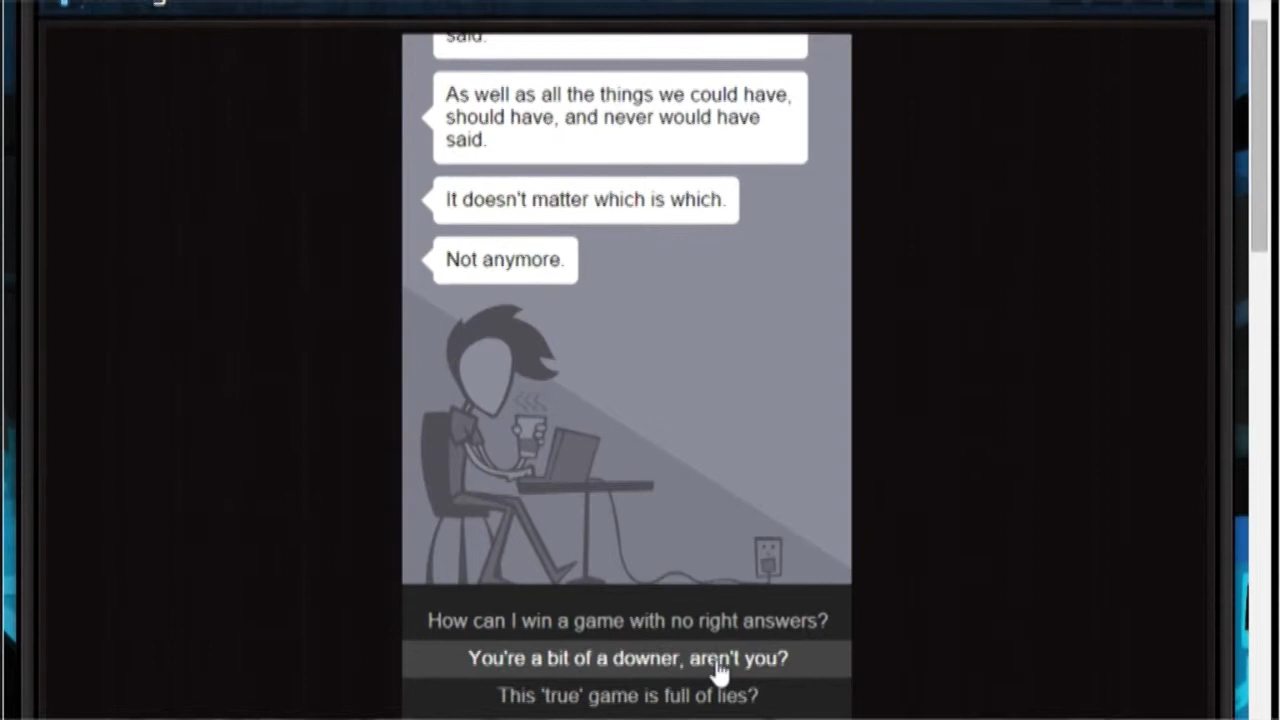 said.
As well as all the things we could have,
should have, and never would have
said.
It doesn't matter which is which.
Not anymore.
How can I win a game with no right answers?
You're a bit of a downer, aren't you?
This 'true' game is full of lies?